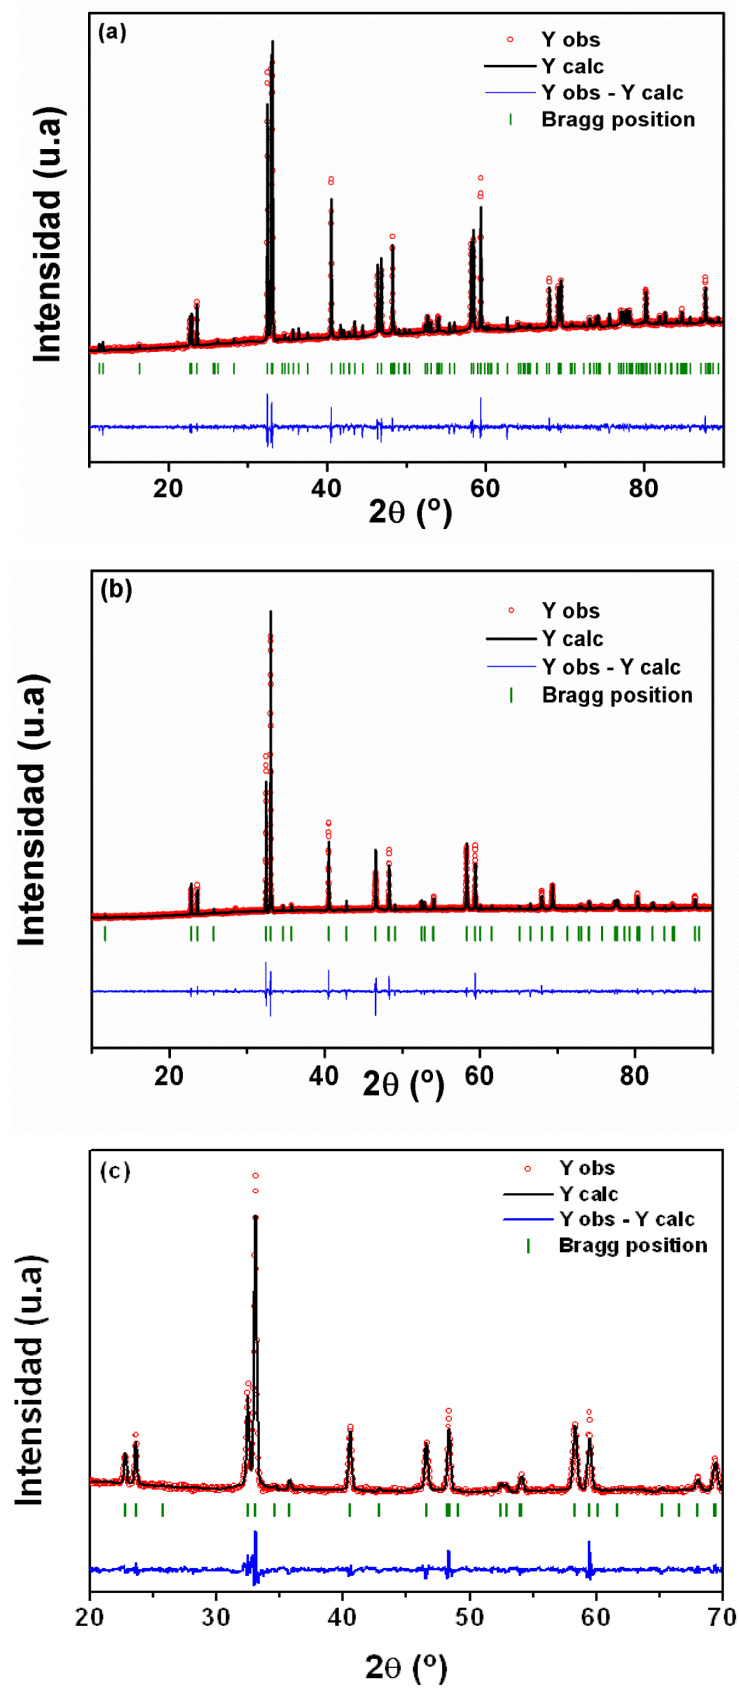 (a)
Y obs
Y calc
Y obs - Y calc
Bragg position
Intensidad (u.a)
20 40 60 80
2θ (º)
(b)
Y obs
Y calc
Y obs - Y calc
Bragg position
Intensidad (u.a)
20 40 60 80
2θ (º)
(c)
Y obs
Y calc
Y obs - Y calc
Bragg position
Intensidad (u.a)
20 30 40 50 60 70
2θ (º)